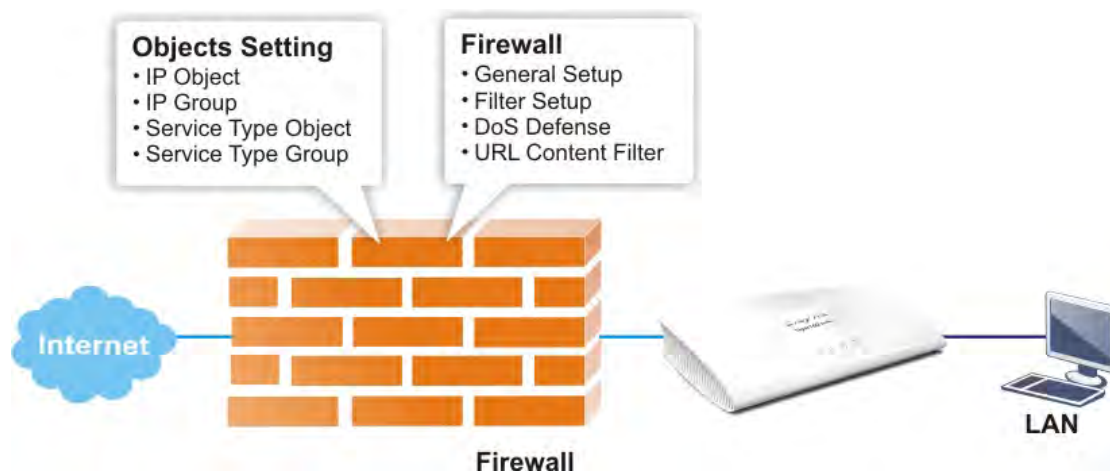 Objects Setting
• IP Object
• IP Group
• Service Type Object
• Service Type Group
Firewall
• General Setup
• Filter Setup
• DoS Defense
• URL Content Filter
Internet
LAN
Firewall